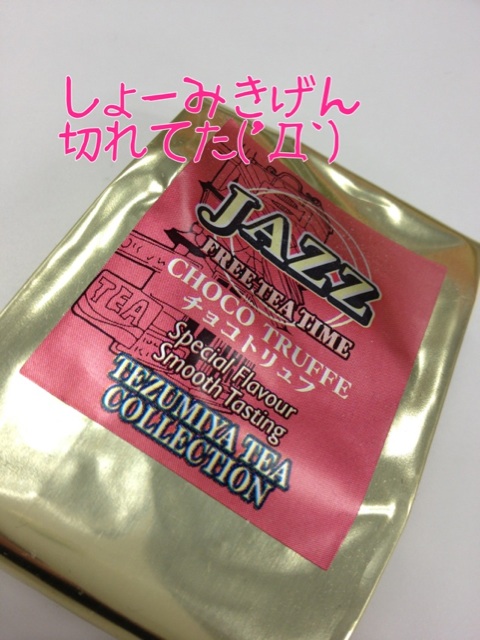 しょーみきげん
切れてた(´Д`)
JAZZ
FREE TEA TIME
CHOCO TRUFFE
チョコトリュフ
TEA
Special Flavour
Smooth Tasting
TEZUMIYA TEA
COLLECTION